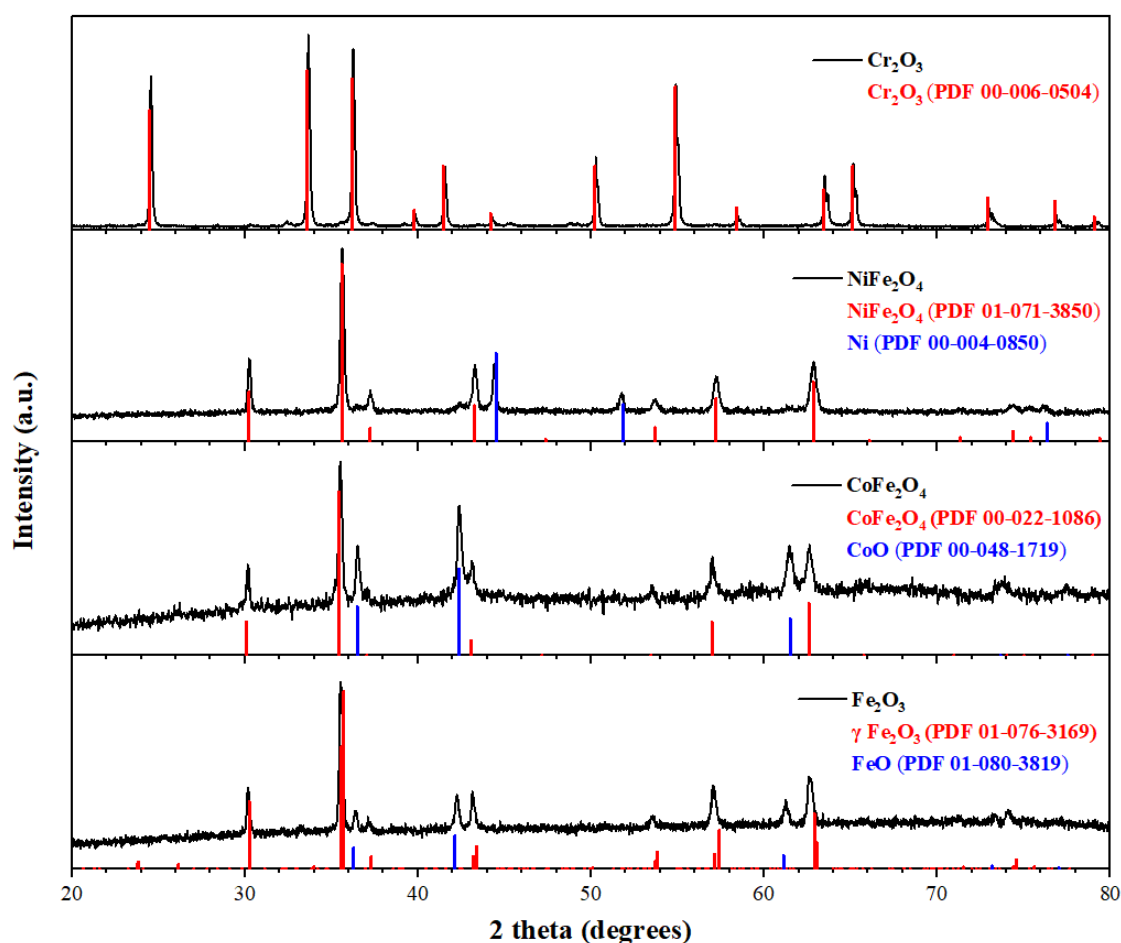 Cr₂O₃
Cr₂O₃ (PDF 00-006-0504)
NiFe₂O₄
NiFe₂O₄ (PDF 01-071-3850)
Ni (PDF 00-004-0850)
CoFe₂O₄
CoFe₂O₄ (PDF 00-022-1086)
CoO (PDF 00-048-1719)
Fe₂O₃
γ Fe₂O₃ (PDF 01-076-3169)
FeO (PDF 01-080-3819)
Intensity (a.u.)
20 30 40 50 60 70 80
2 theta (degrees)